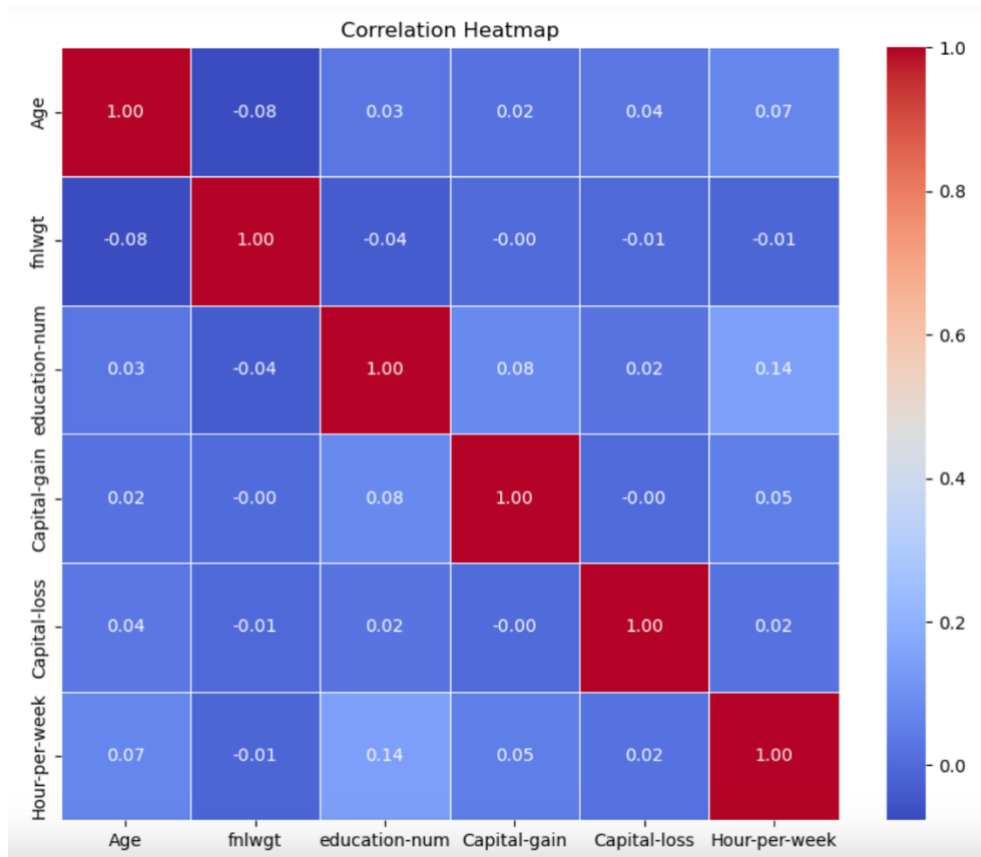 Correlation Heatmap
Age 1.00 -0.08 0.03 0.02 0.04 0.07
fnlwgt -0.08 1.00 -0.04 -0.00 -0.01 -0.01
education-num 0.03 -0.04 1.00 0.08 0.02 0.14
Capital-gain 0.02 -0.00 0.08 1.00 -0.00 0.05
Capital-loss 0.04 -0.01 0.02 -0.00 1.00 0.02
Hour-per-week 0.07 -0.01 0.14 0.05 0.02 1.00
Age fnlwgt education-num Capital-gain Capital-loss Hour-per-week
1.0
0.8
0.6
0.4
0.2
0.0